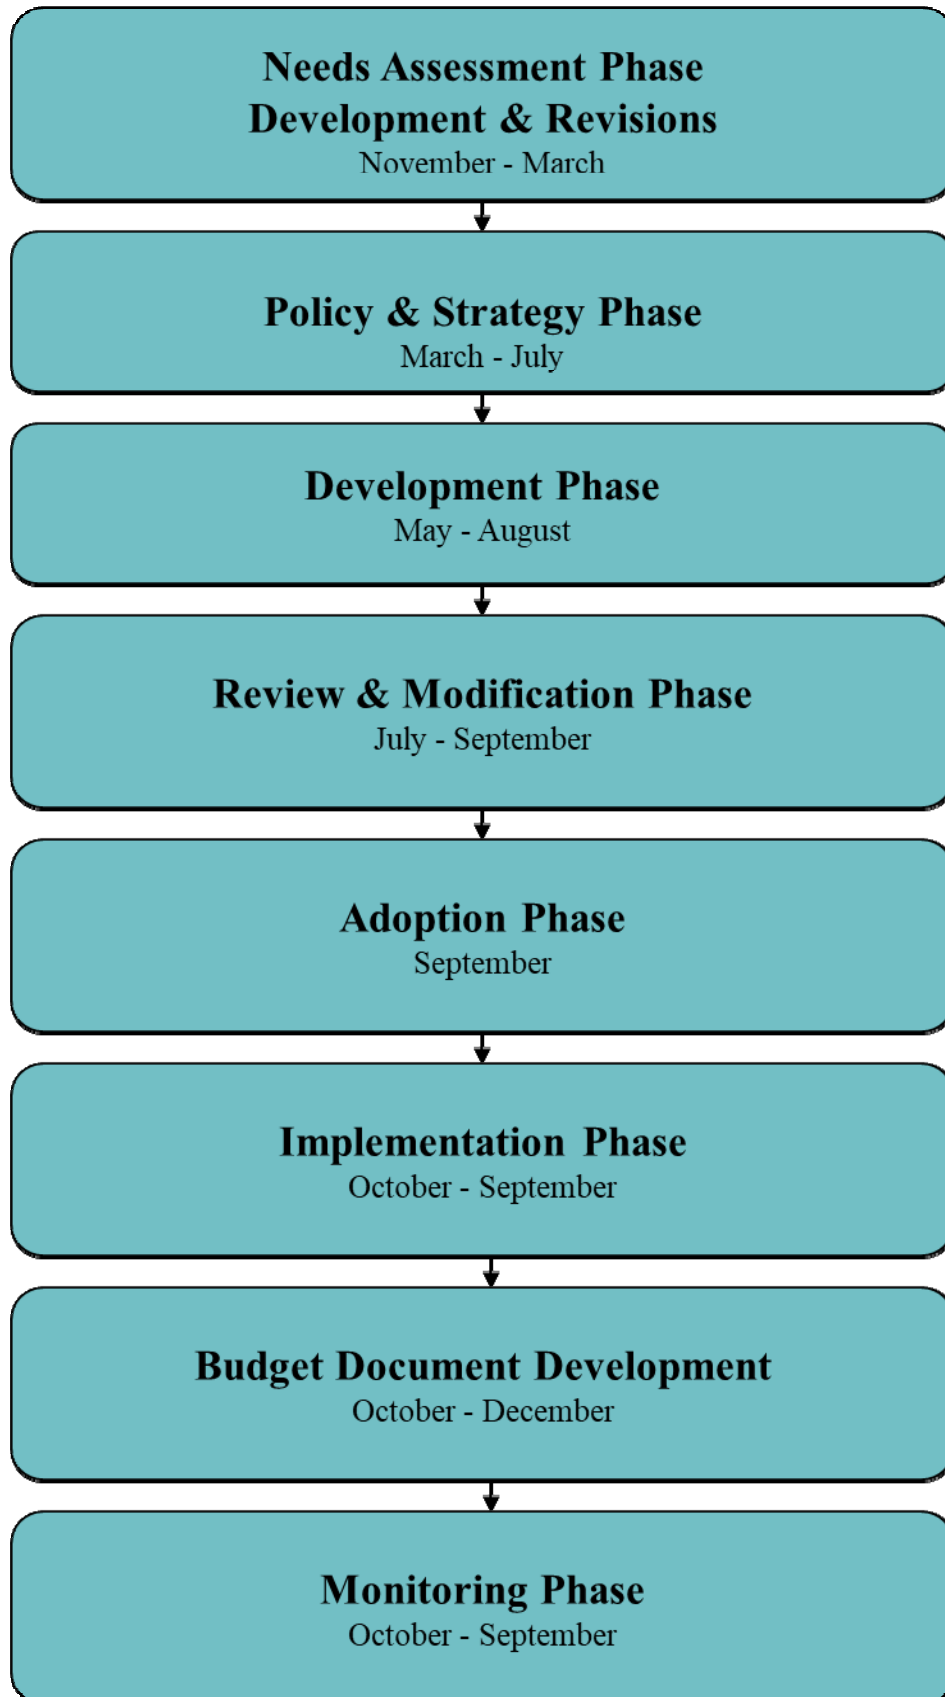 Needs Assessment Phase
Development & Revisions
November - March
Policy & Strategy Phase
March - July
Development Phase
May - August
Review & Modification Phase
July - September
Adoption Phase
September
Implementation Phase
October - September
Budget Document Development
October - December
Monitoring Phase
October - September